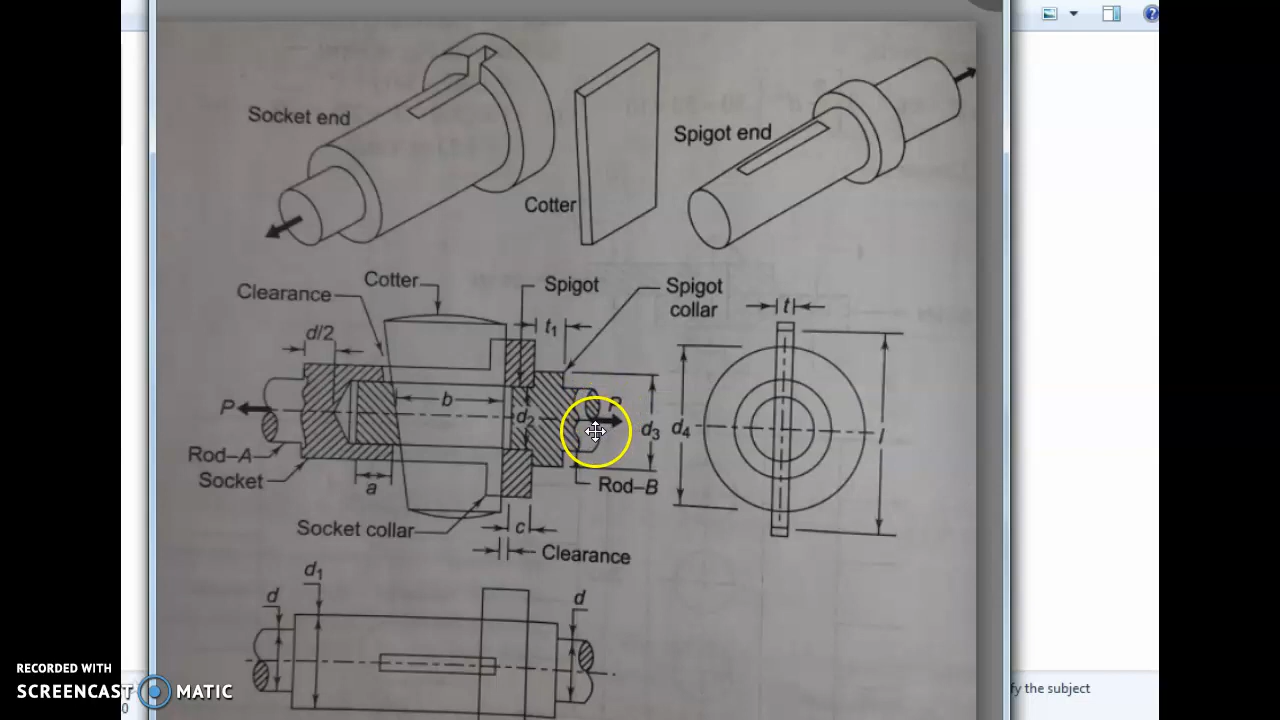 Socket end
Spigot end
Cotter
Cotter
Spigot
Spigot
collar
Clearance
t
t1
d/2
P
b
d2
d3
d4
l
Rod–A
Socket
a
Rod–B
Socket collar
c
Clearance
d1
d
d
RECORDED WITH
SCREENCAST MATIC
fy the subject
0